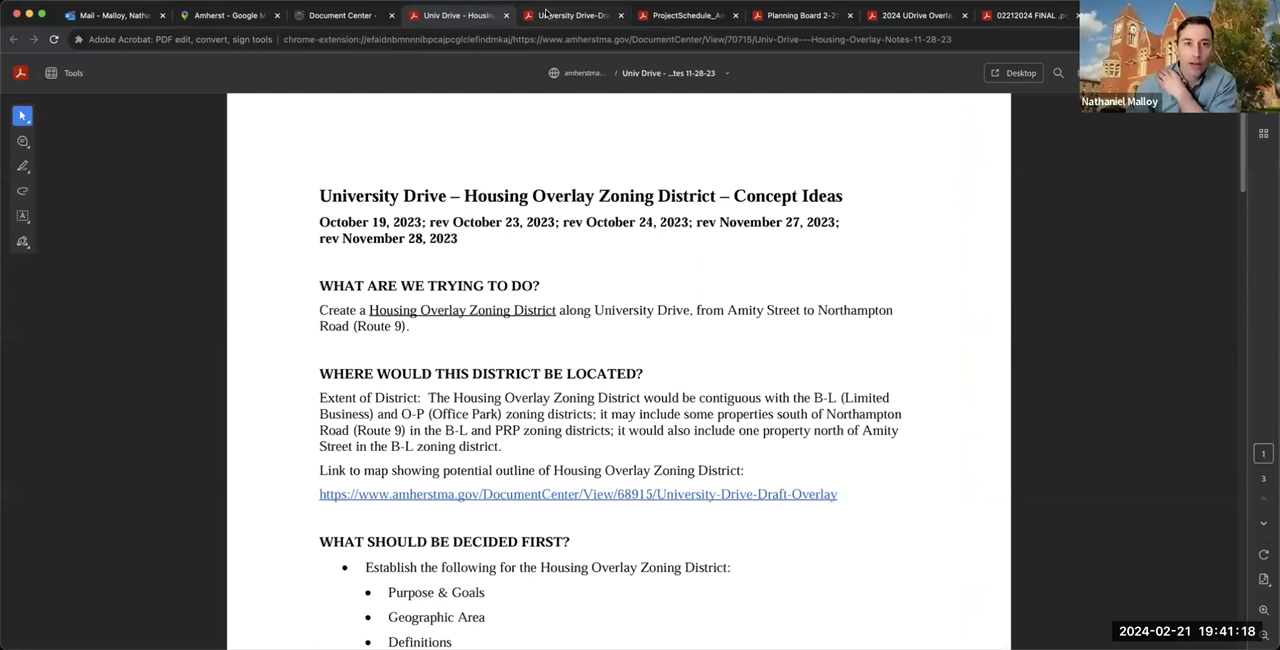 Mail - Malloy, Natha
Amherst - Google M
Document Center -
Univ Drive - Housin
University Drive-Dra
ProjectSchedule_A
Planning Board 2-2
2024 UDrive Overla
02212024 FINAL .p
Adobe Acrobat: PDF edit, convert, sign tools
chrome-extension://efaidnbmnnnibpcajpcglclefindmkaj/https://www.amherstma.gov/DocumentCenter/View/70715/Univ-Drive---Housing-Overlay-Notes-11-28-23
Tools
amherstma... / Univ Drive - ...tes 11-28-23
Desktop
Nathaniel Malloy
University Drive – Housing Overlay Zoning District – Concept Ideas
October 19, 2023; rev October 23, 2023; rev October 24, 2023; rev November 27, 2023;
rev November 28, 2023
WHAT ARE WE TRYING TO DO?
Create a Housing Overlay Zoning District along University Drive, from Amity Street to Northampton
Road (Route 9).
WHERE WOULD THIS DISTRICT BE LOCATED?
Extent of District: The Housing Overlay Zoning District would be contiguous with the B-L (Limited
Business) and O-P (Office Park) zoning districts; it may include some properties south of Northampton
Road (Route 9) in the B-L and PRP zoning districts; it would also include one property north of Amity
Street in the B-L zoning district.
Link to map showing potential outline of Housing Overlay Zoning District:
https://www.amherstma.gov/DocumentCenter/View/68915/University-Drive-Draft-Overlay
WHAT SHOULD BE DECIDED FIRST?
• Establish the following for the Housing Overlay Zoning District:
• Purpose & Goals
• Geographic Area
• Definitions
1
3
2024-02-21 19:41:18